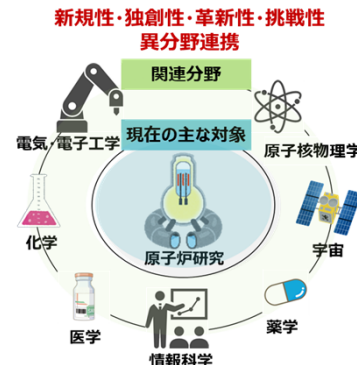 新規性・独創性・革新性・挑戦性
異分野連携
関連分野
電気・電子工学
現在の主な対象
原子核物理学
原子炉研究
化学
宇宙
医学
薬学
情報科学